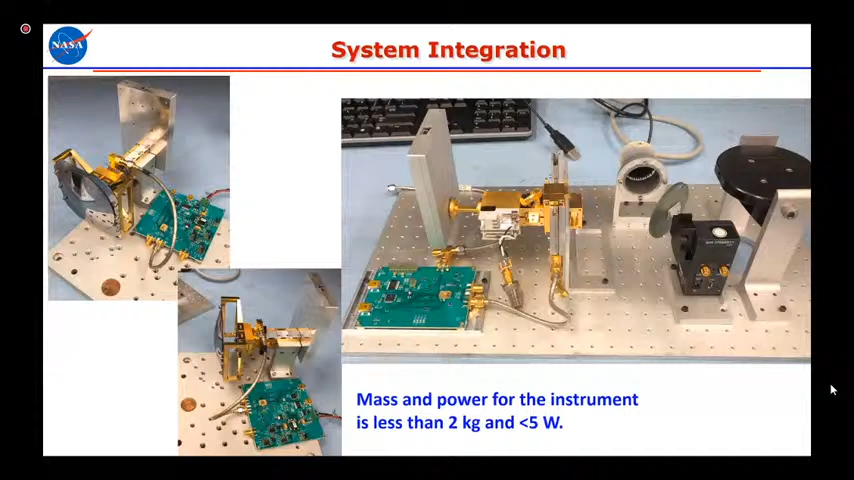 NASA
System Integration
Mass and power for the instrument
is less than 2 kg and <5 W.